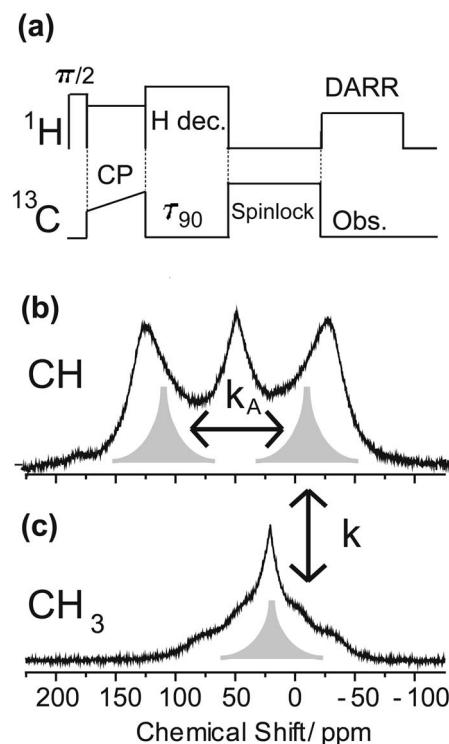 (a)
π/2
DARR
¹H
H dec.
CP
¹³C
τ₉₀
Spinlock
Obs.
(b)
CH
k_A
(c)
k
CH₃
200 150 100 50 0 -50 -100
Chemical Shift/ ppm